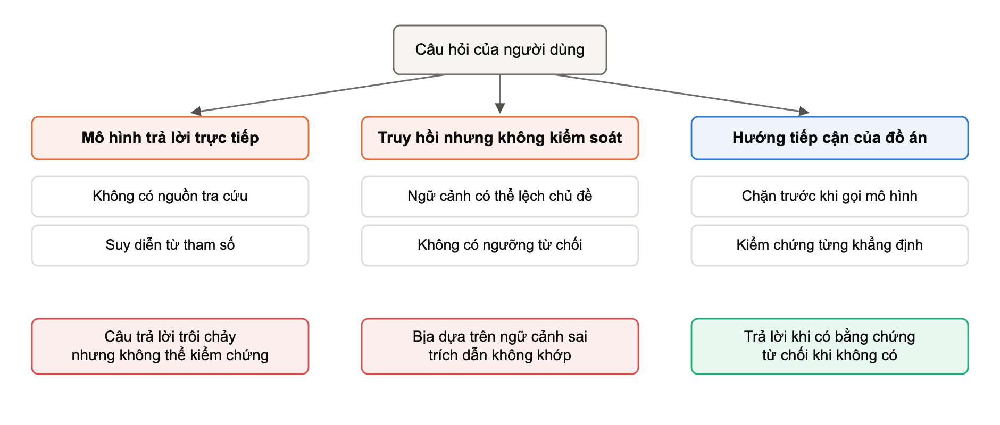 Câu hỏi của người dùng
Mô hình trả lời trực tiếp
Không có nguồn tra cứu
Suy diễn từ tham số
Câu trả lời trôi chảy
nhưng không thể kiểm chứng
Truy hồi nhưng không kiểm soát
Ngữ cảnh có thể lệch chủ đề
Không có ngưỡng từ chối
Bịa dựa trên ngữ cảnh sai
trích dẫn không khớp
Hướng tiếp cận của đồ án
Chặn trước khi gọi mô hình
Kiểm chứng từng khẳng định
Trả lời khi có bằng chứng
từ chối khi không có